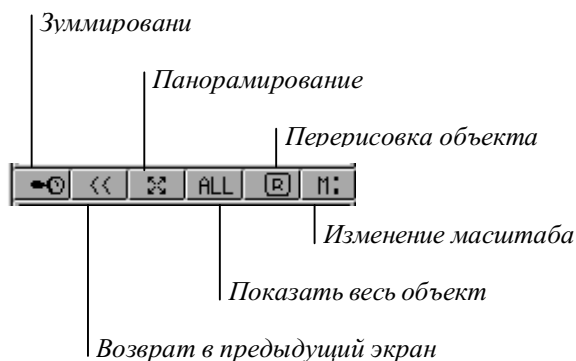 Зуммировани
Панорамирование
Перерисовка объекта
<< ALL R M:
Изменение масштаба
Показать весь объект
Возврат в предыдущий экран